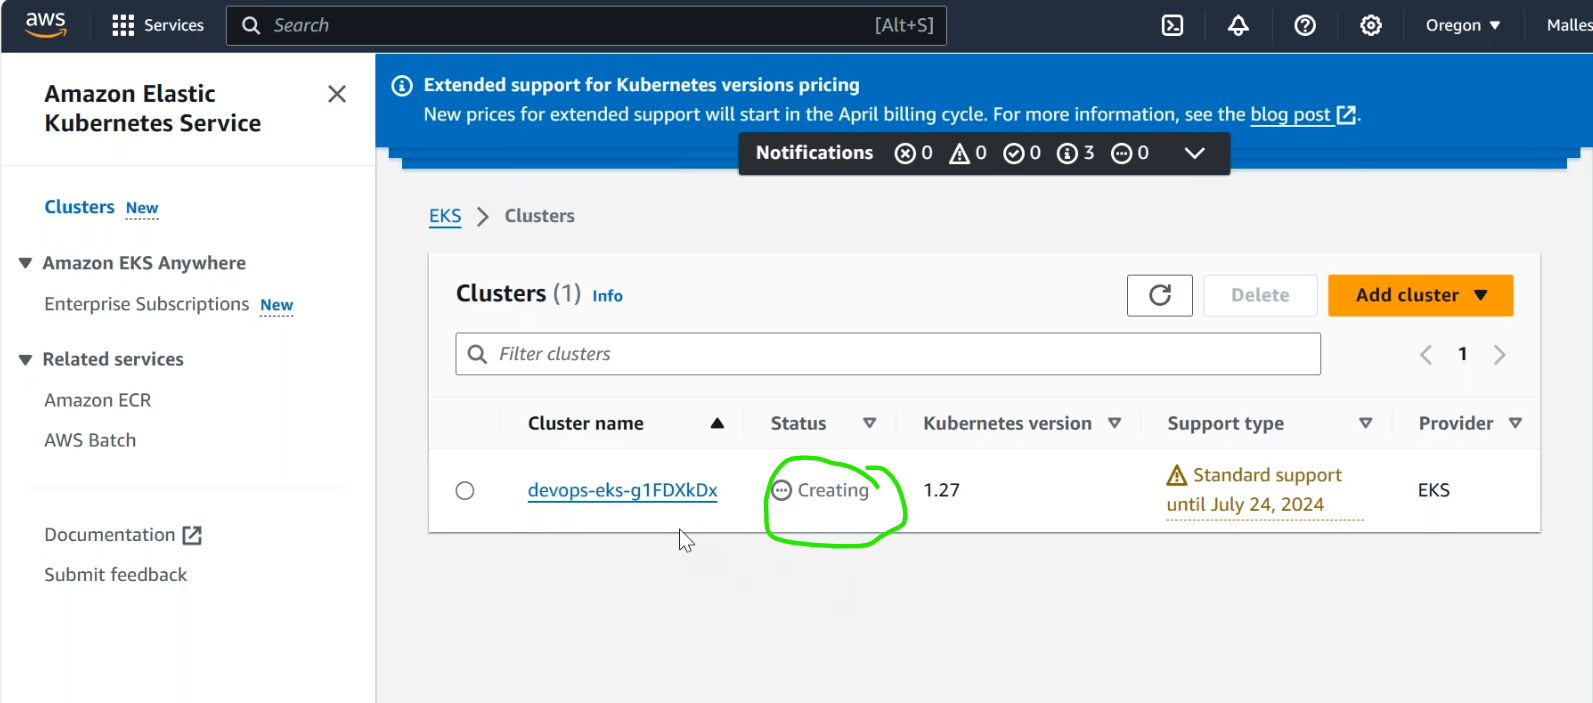 aws
Services
Search
[Alt+S]
Oregon
Malles
Amazon Elastic
Kubernetes Service
Clusters New
Amazon EKS Anywhere
Enterprise Subscriptions New
Related services
Amazon ECR
AWS Batch
Documentation
Submit feedback
Extended support for Kubernetes versions pricing
New prices for extended support will start in the April billing cycle. For more information, see the blog post.
Notifications 0 0 0 3 0
EKS Clusters
Clusters (1) Info
Delete
Add cluster
Filter clusters
1
Cluster name Status Kubernetes version Support type Provider
devops-eks-g1FDXkDx Creating 1.27 Standard support
until July 24, 2024 EKS